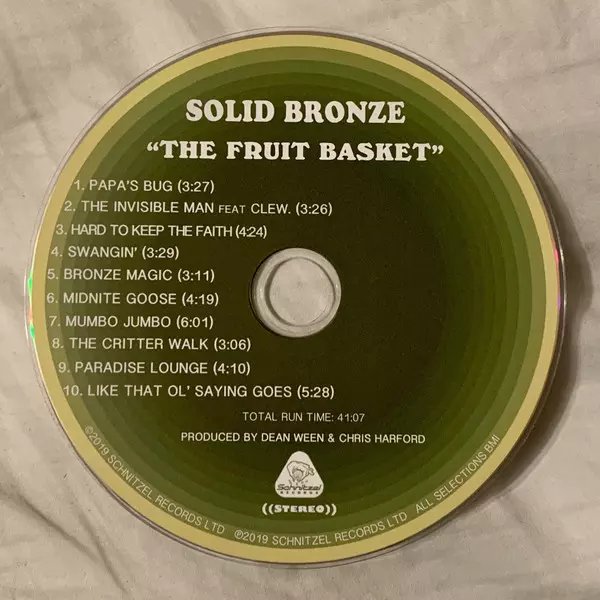 SOLID BRONZE
“THE FRUIT BASKET”
1. PAPA'S BUG (3:27)
2. THE INVISIBLE MAN FEAT CLEW. (3:26)
3. HARD TO KEEP THE FAITH (4:24)
4. SWANGIN' (3:29)
5. BRONZE MAGIC (3:11)
6. MIDNITE GOOSE (4:19)
7. MUMBO JUMBO (6:01)
8. THE CRITTER WALK (3:06)
9. PARADISE LOUNGE (4:10)
10. LIKE THAT OL' SAYING GOES (5:28)
TOTAL RUN TIME: 41:07
PRODUCED BY DEAN WEEN & CHRIS HARFORD
Schnitzel
RECORDS
((STEREO))
©2019 SCHNITZEL RECORDS LTD ℗2019 SCHNITZEL RECORDS LTD ALL SELECTIONS BMI